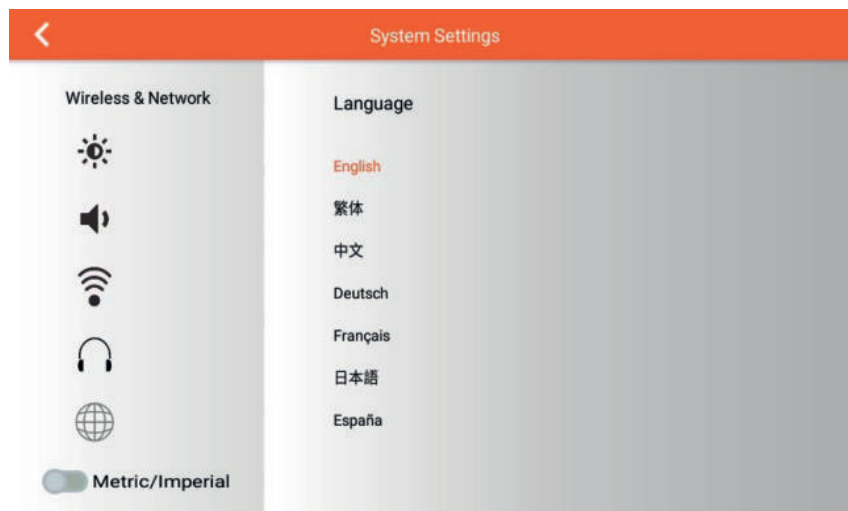 System Settings
Wireless & Network
Metric/Imperial
Language
English
繁体
中文
Deutsch
Français
日本語
España